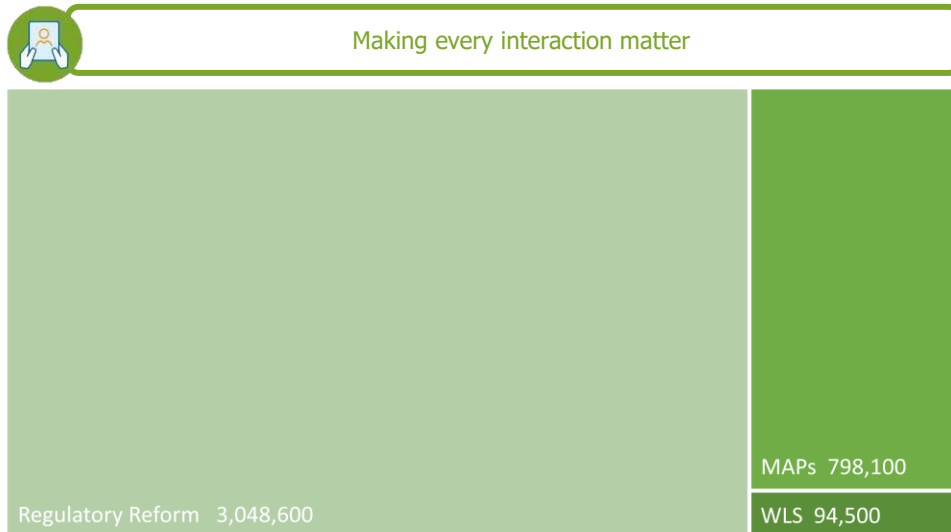 Making every interaction matter
MAPs 798,100
Regulatory Reform 3,048,600
WLS 94,500